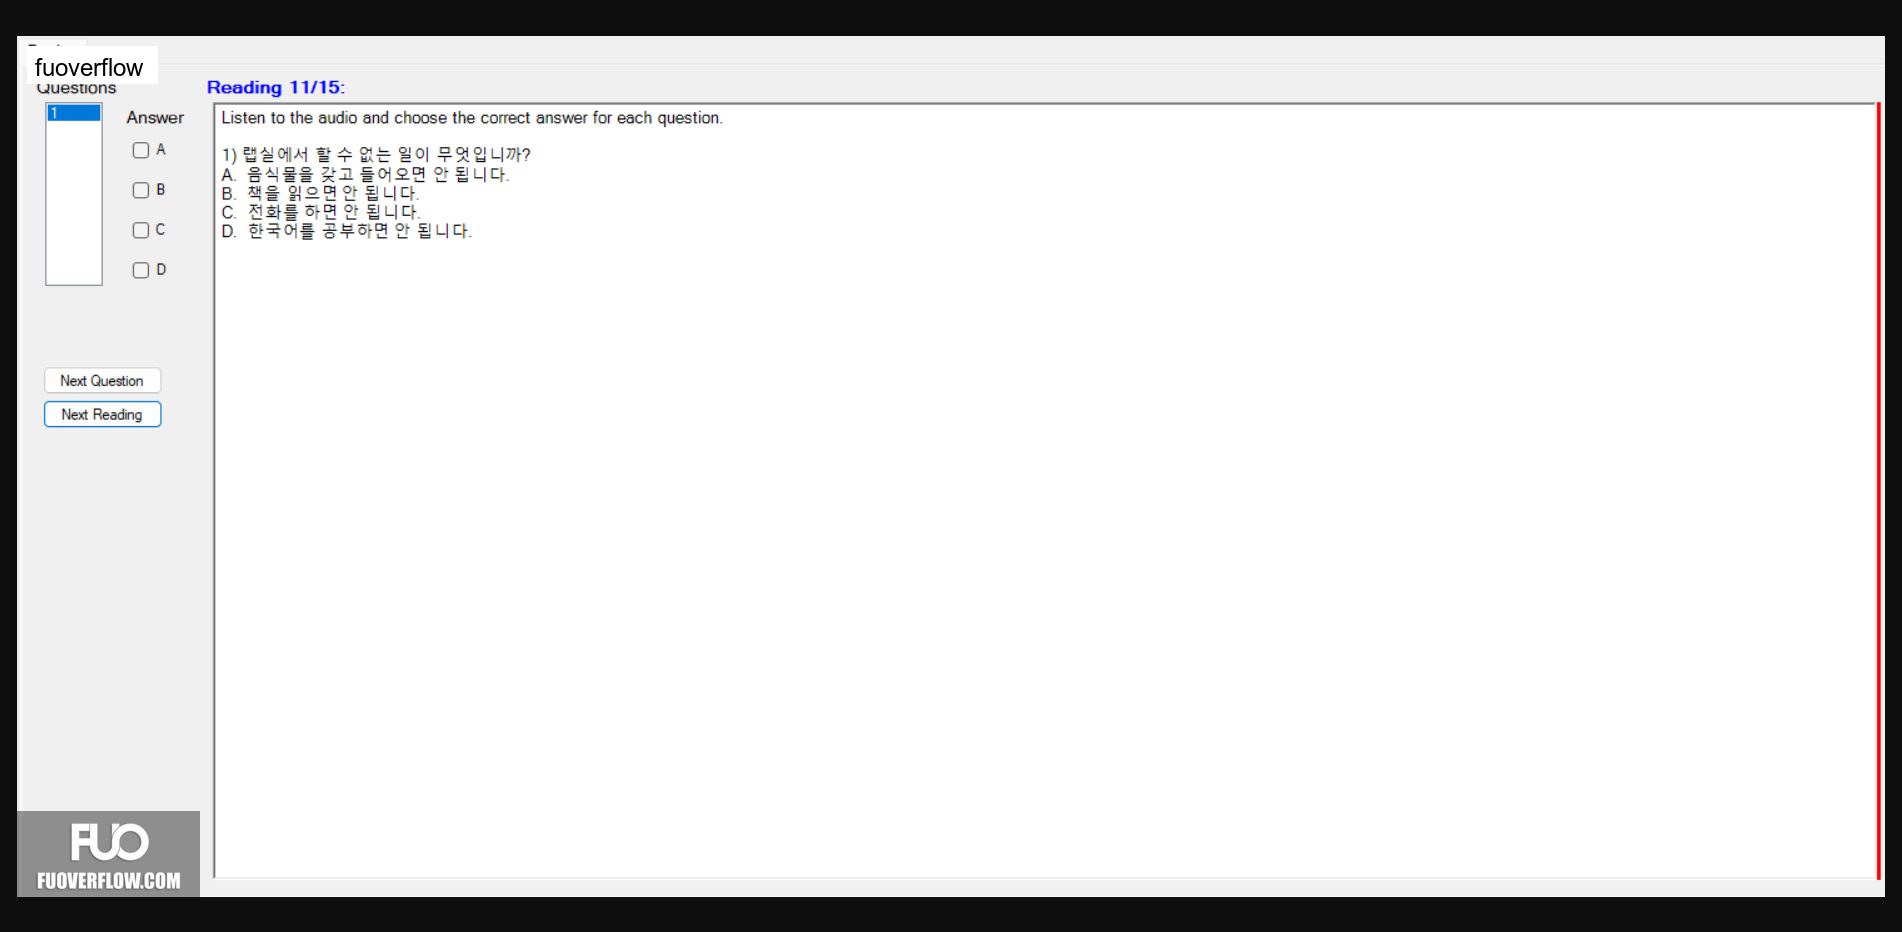 fuoverflow
Questions
Reading 11/15:
1
Answer
A
B
C
D
Next Question
Next Reading
Listen to the audio and choose the correct answer for each question.
1) 랩실에서 할 수 없는 일이 무엇입니까?
A. 음식물을 갖고 들어오면 안 됩니다.
B. 책을 읽으면 안 됩니다.
C. 전화를 하면 안 됩니다.
D. 한국어를 공부하면 안 됩니다.
FUO
FUOVERFLOW.COM